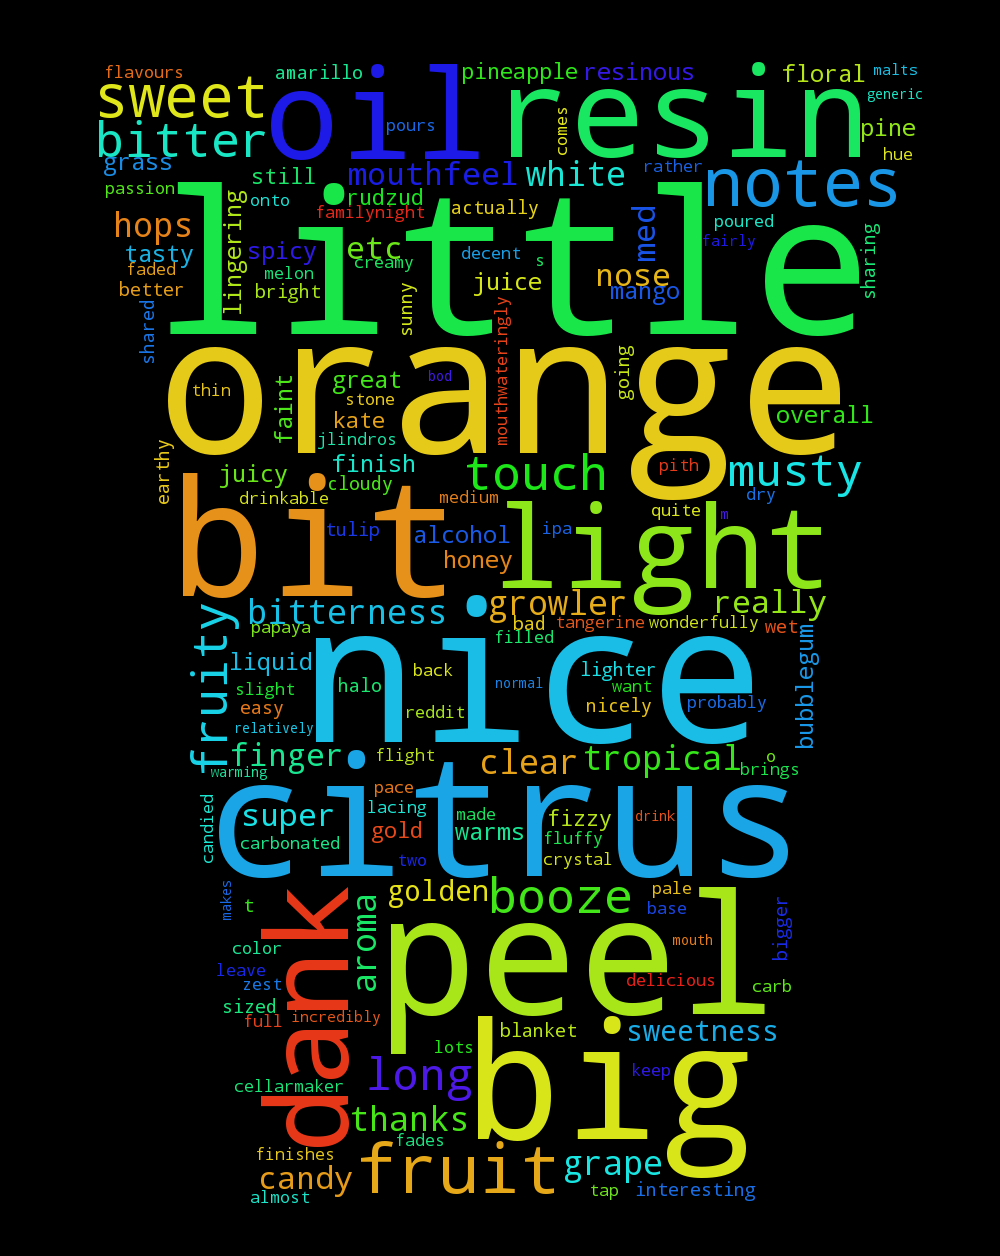 flavours amarillo pineapple resinous floral malts
sweet oil resin generic
bitter pours comes pine
hue
grass mouthfeel white rather notes
passion still onto rudzud
familynight actually med poured
hops lingering little fairly
tasty spicy etc decent s sharing
faded melon creamy nose
better bright juice mango
shared sunny mouthwateringly
orange going
thin faint great bod
stone
kate overall
jlindros
earthy juicy finish touch pith musty
cloudy
drinkable medium dry
bit tulip alcohol light quite m
ipa
honey
fruity bitterness growler really
papaya bad tangerine wonderfully wet
filled bubblegum
liquid nice back lighter
slight halo normal want
easy reddit nicely probably
relatively
finger flight clear tropical o
warming brings
citrus pace
candied super lacing made fizzy drink
carbonated gold warms fluffy
two crystal
makes golden booze pale
t aroma peel base bigger
color mouth
leave dank delicious
zest carb
sized
full incredibly
blanket sweetness
lots big
cellarmaker long keep
thanks
fades
finishes fruit grape
candy tap interesting
almost